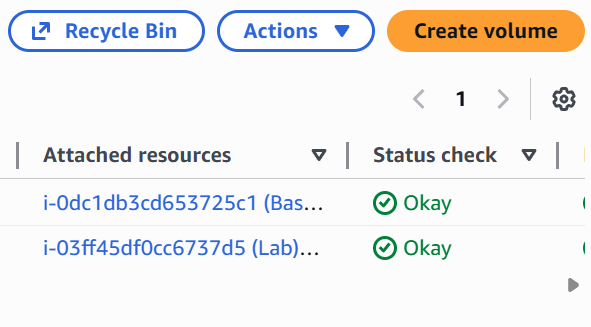 Recycle Bin Actions Create volume
1
Attached resources Status check
i-0dc1db3cd653725c1 (Bas... Okay
i-03ff45df0cc6737d5 (Lab)... Okay